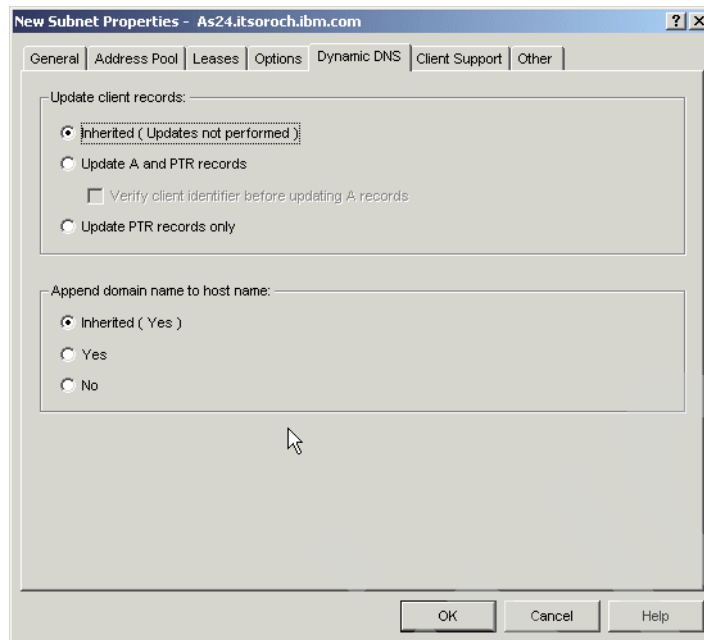 New Subnet Properties - As24.itsoroch.ibm.com
General Address Pool Leases Options Dynamic DNS Client Support Other
Update client records:
Inherited ( Updates not performed )
Update A and PTR records
Verify client identifier before updating A records
Update PTR records only
Append domain name to host name:
Inherited ( Yes )
Yes
No
OK Cancel Help